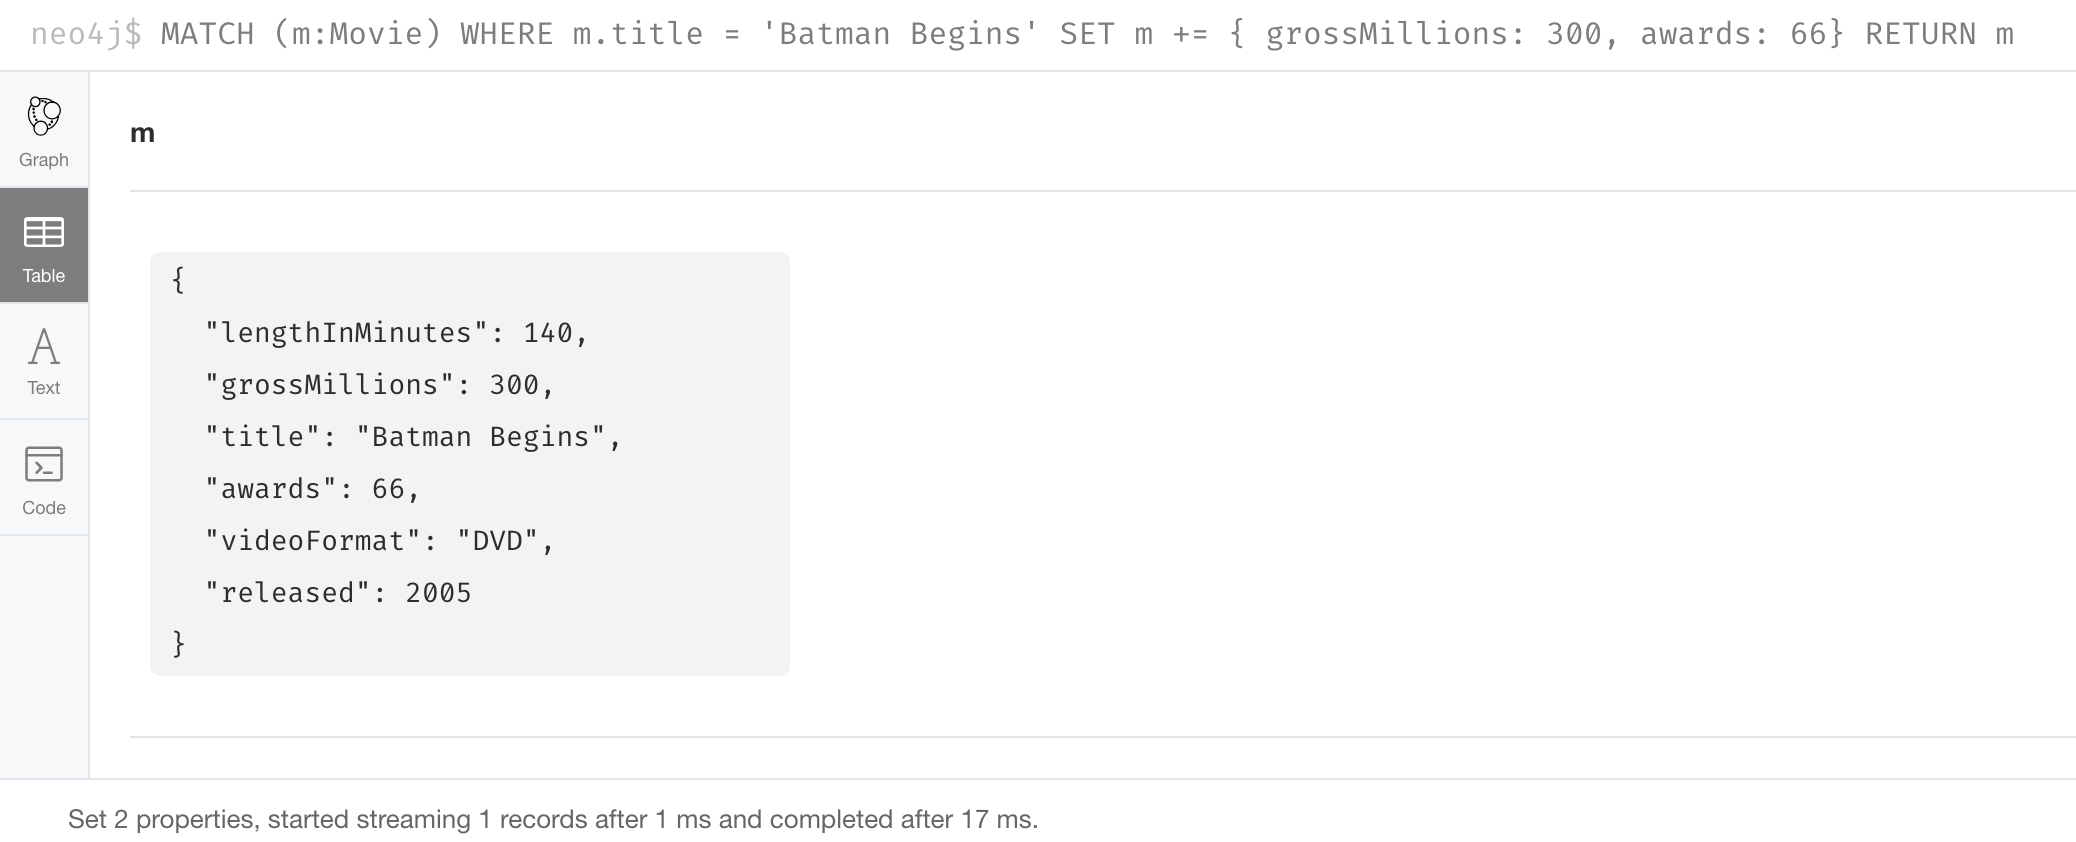 neo4j$ MATCH (m:Movie) WHERE m.title = 'Batman Begins' SET m += { grossMillions: 300, awards: 66} RETURN m
Graph
Table
Text
Code
m
{
"lengthInMinutes": 140,
"grossMillions": 300,
"title": "Batman Begins",
"awards": 66,
"videoFormat": "DVD",
"released": 2005
}
Set 2 properties, started streaming 1 records after 1 ms and completed after 17 ms.